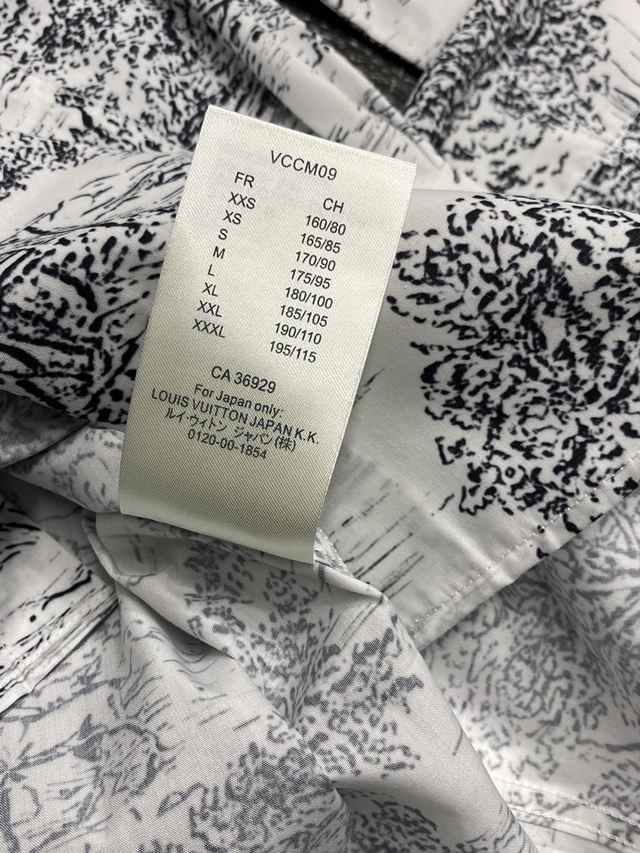 VCCM09
FR CH
XXS 160/80
XS 165/85
S 170/90
M 175/95
L 180/100
XL 185/105
XXL 190/110
XXXL 195/115
CA 36929
For Japan only:
LOUIS VUITTON JAPAN K.K.
ルイ・ヴィトン ジャパン(株)
0120-00-1854